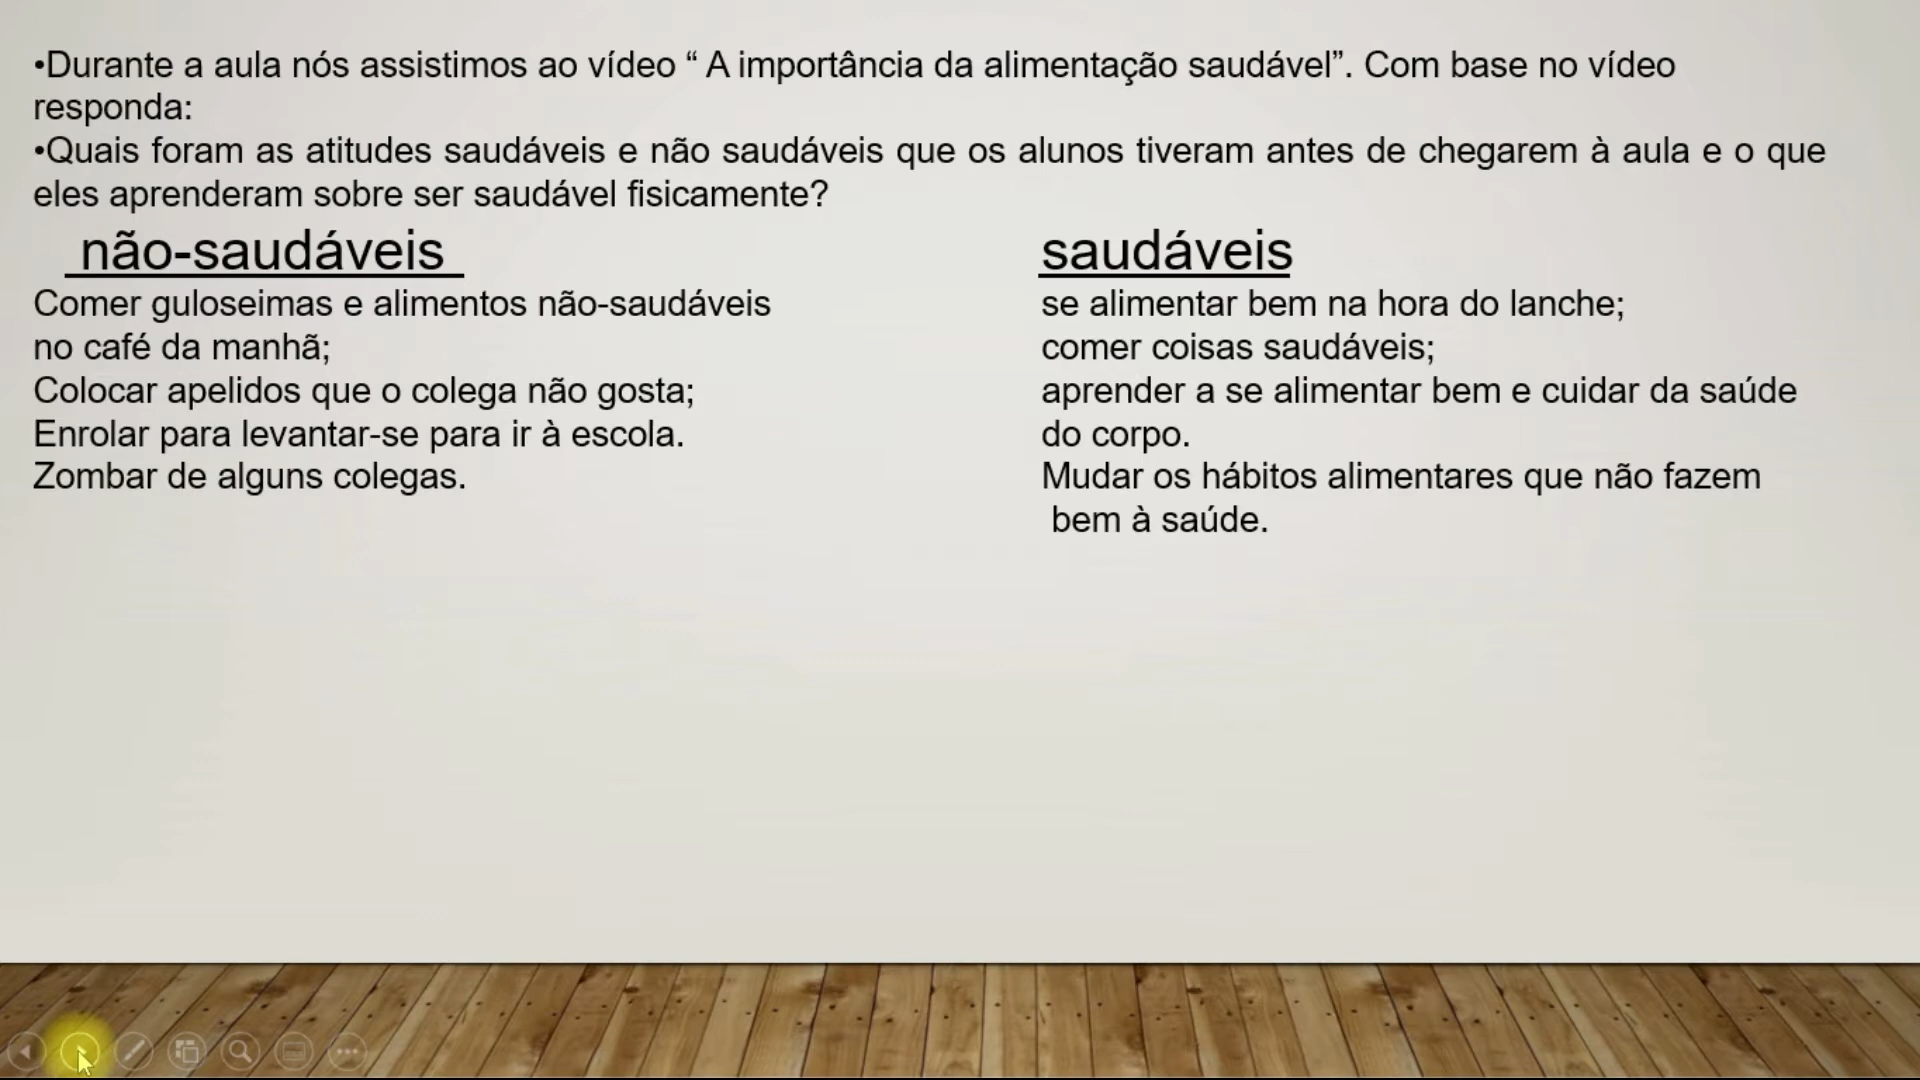 •Durante a aula nós assistimos ao vídeo “ A importância da alimentação saudável”. Com base no vídeo
responda:
•Quais foram as atitudes saudáveis e não saudáveis que os alunos tiveram antes de chegarem à aula e o que
eles aprenderam sobre ser saudável fisicamente?
não-saudáveis
Comer guloseimas e alimentos não-saudáveis
no café da manhã;
Colocar apelidos que o colega não gosta;
Enrolar para levantar-se para ir à escola.
Zombar de alguns colegas.
saudáveis
se alimentar bem na hora do lanche;
comer coisas saudáveis;
aprender a se alimentar bem e cuidar da saúde
do corpo.
Mudar os hábitos alimentares que não fazem
bem à saúde.